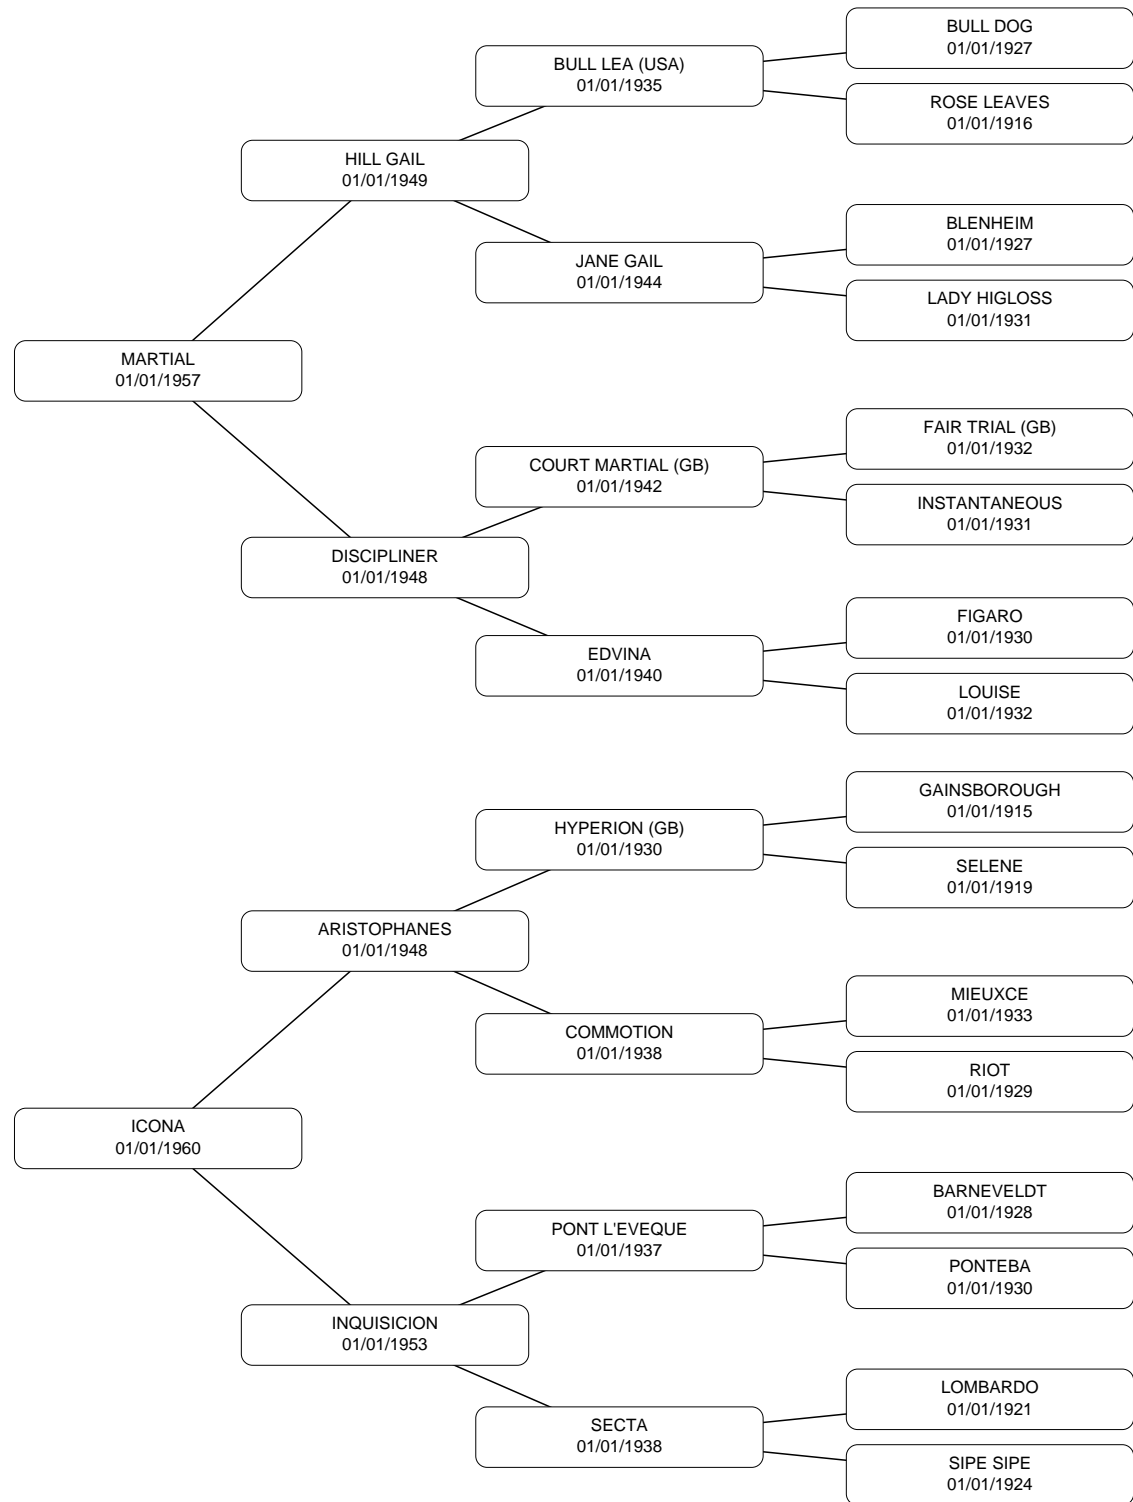 BULL DOG
01/01/1927
BULL LEA (USA)
01/01/1935
ROSE LEAVES
01/01/1916
HILL GAIL
01/01/1949
BLENHEIM
01/01/1927
JANE GAIL
01/01/1944
LADY HIGLOSS
01/01/1931
MARTIAL
01/01/1957
FAIR TRIAL (GB)
01/01/1932
COURT MARTIAL (GB)
01/01/1942
INSTANTANEOUS
01/01/1931
DISCIPLINER
01/01/1948
FIGARO
01/01/1930
EDVINA
01/01/1940
LOUISE
01/01/1932
GAINSBOROUGH
01/01/1915
HYPERION (GB)
01/01/1930
SELENE
01/01/1919
ARISTOPHANES
01/01/1948
MIEUXCE
01/01/1933
COMMOTION
01/01/1938
RIOT
01/01/1929
ICONA
01/01/1960
BARNEVELDT
01/01/1928
PONT L'EVEQUE
01/01/1937
PONTEBA
01/01/1930
INQUISICION
01/01/1953
LOMBARDO
01/01/1921
SECTA
01/01/1938
SIPE SIPE
01/01/1924